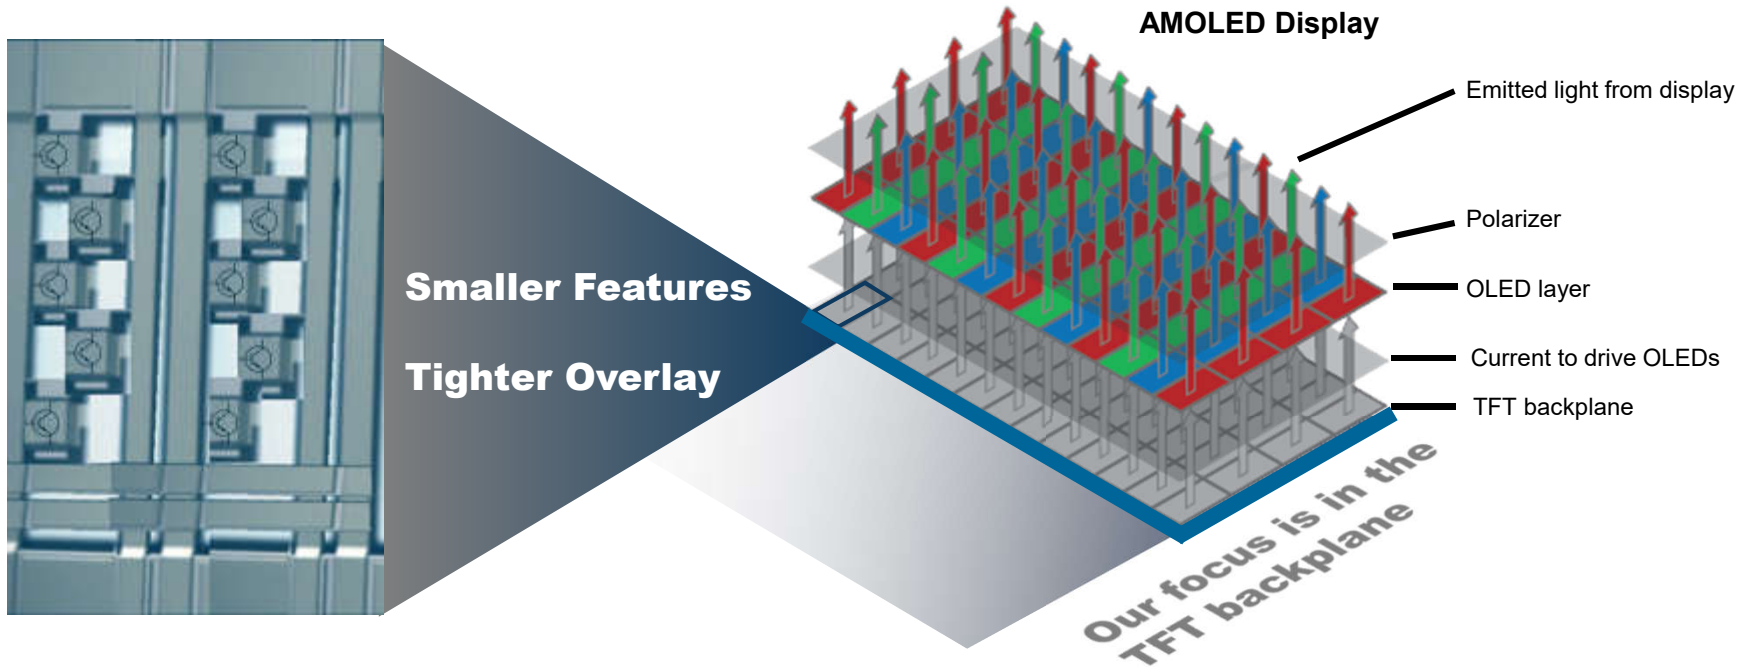 AMOLED Display
Emitted light from display
Polarizer
OLED layer
Current to drive OLEDs
TFT backplane
Smaller Features
Tighter Overlay
Our focus is in the
TFT backplane